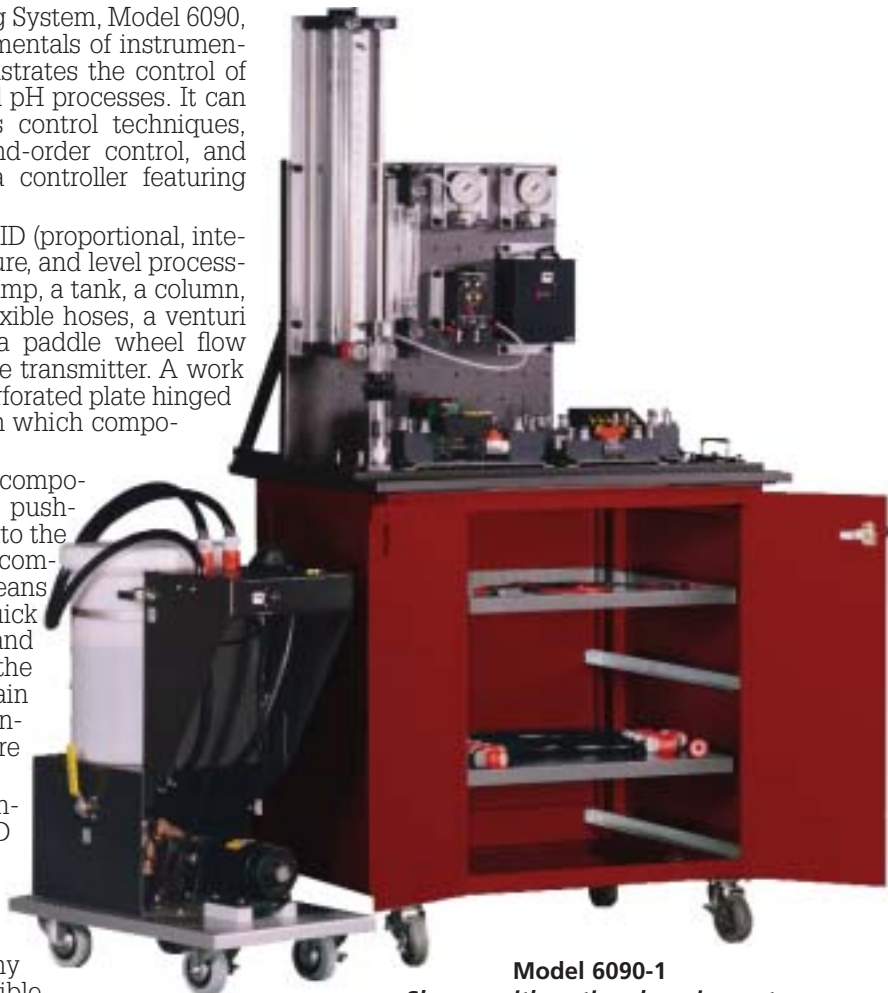 g System, Model 6090,
mentals of instrumen-
strates the control of
d pH processes. It can
s control techniques,
nd-order control, and
a controller featuring
ID (proportional, inte-
ure, and level process-
mp, a tank, a column,
xible hoses, a venturi
a paddle wheel flow
e transmitter. A work
rforated plate hinged
n which compo-
compo-
push-
to the
com-
eans
uick
and
the
ain
n-
re
n-
D
ny
ible
Model 6090-1